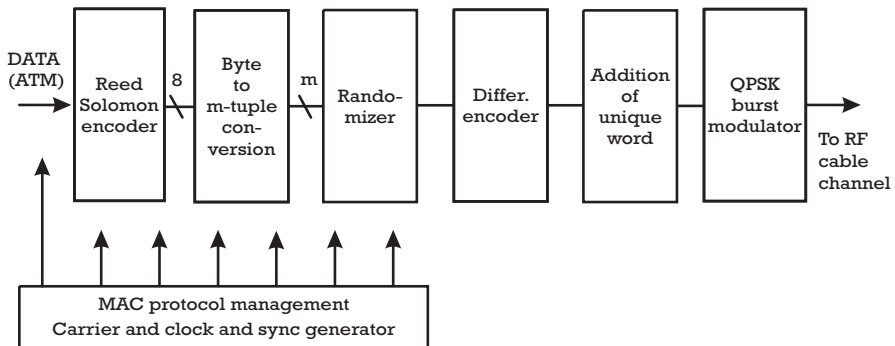 DATA
(ATM)
Reed
Solomon
encoder
8
Byte
to
m-tuple
con-
version
m
Rando-
mizer
Differ.
encoder
Addition
of
unique
word
QPSK
burst
modulator
To RF
cable
channel
MAC protocol management
Carrier and clock and sync generator